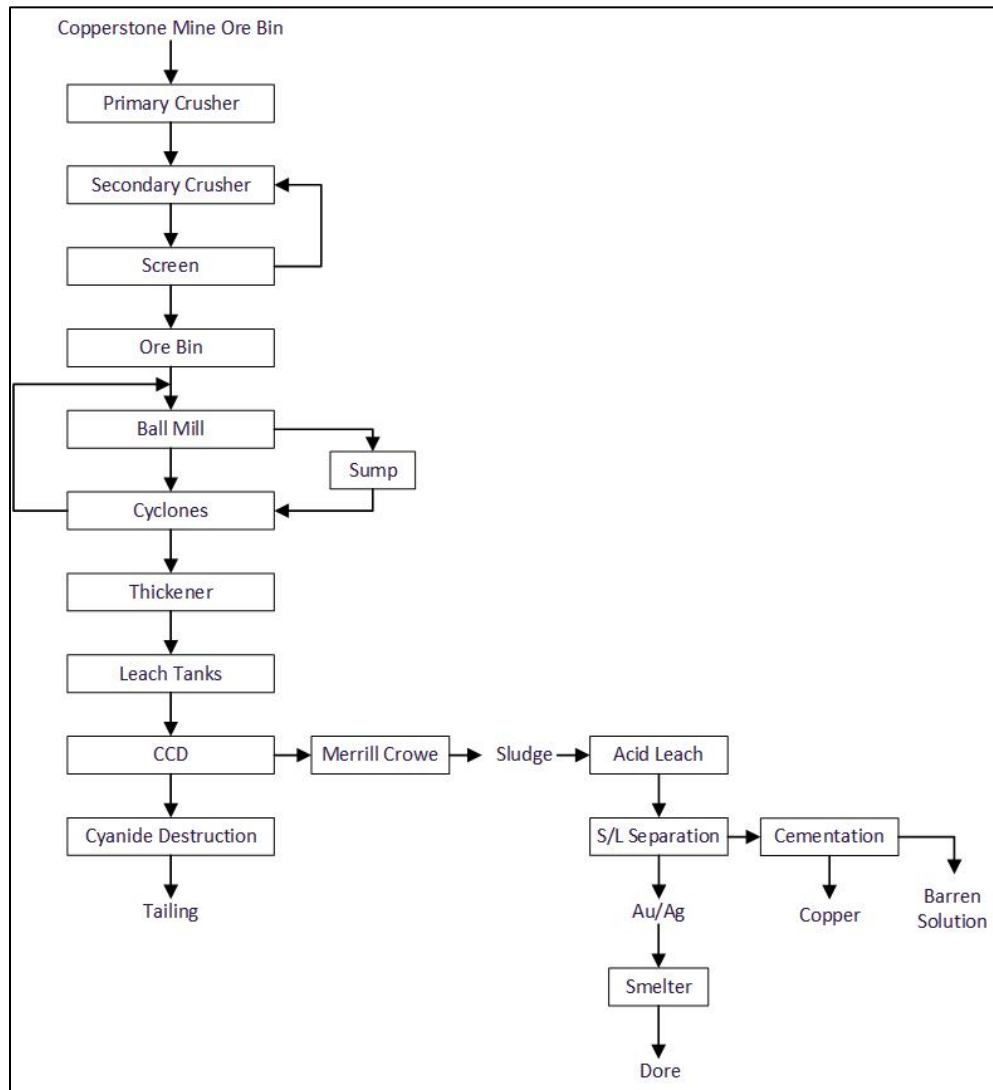 Copperstone Mine Ore Bin
Primary Crusher
Secondary Crusher
Screen
Ore Bin
Ball Mill
Sump
Cyclones
Thickener
Leach Tanks
CCD
Merrill Crowe
Sludge
Acid Leach
Cyanide Destruction
S/L Separation
Cementation
Tailing
Au/Ag
Copper
Barren
Solution
Smelter
Dore